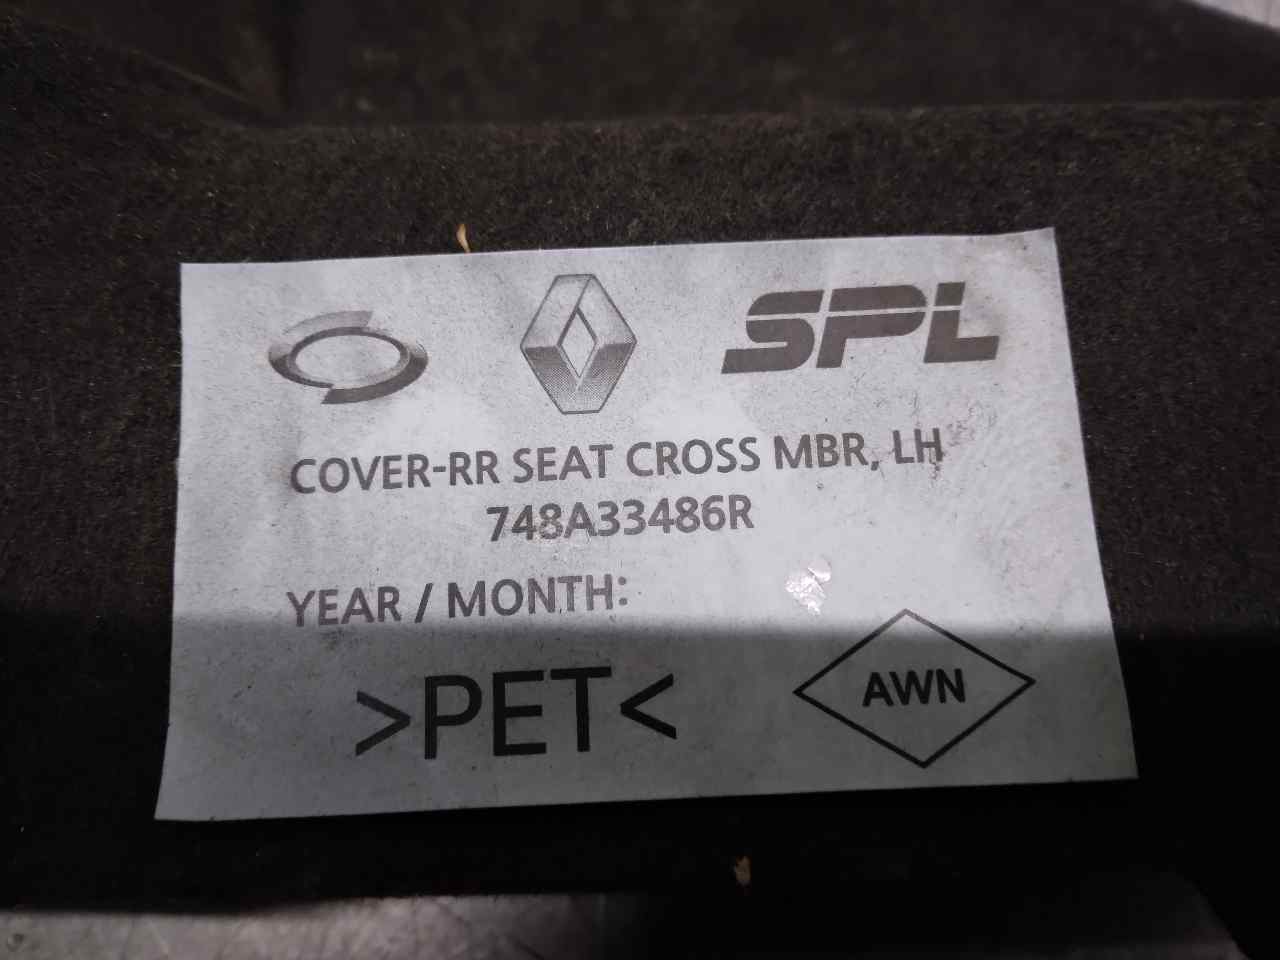 SPL
COVER-RR SEAT CROSS MBR, LH
748A33486R
YEAR / MONTH:
>PET<
AWN